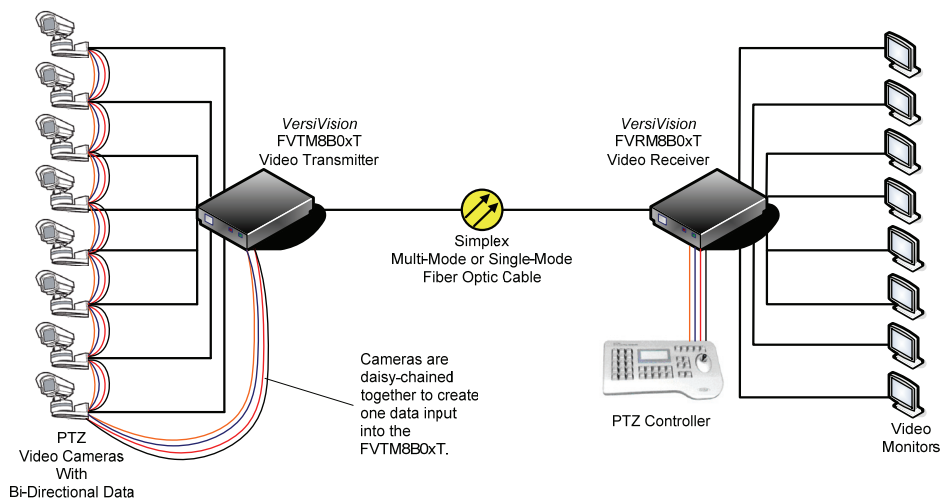 VersiVision
FVTM8B0xT
Video Transmitter
VersiVision
FVRM8B0xT
Video Receiver
Simplex
Multi-Mode or Single-Mode
Fiber Optic Cable
Cameras are
daisy-chained
together to create
one data input
into the
FVTM8B0xT.
PTZ Controller
PTZ
Video Cameras
With
Bi-Directional Data
Video
Monitors